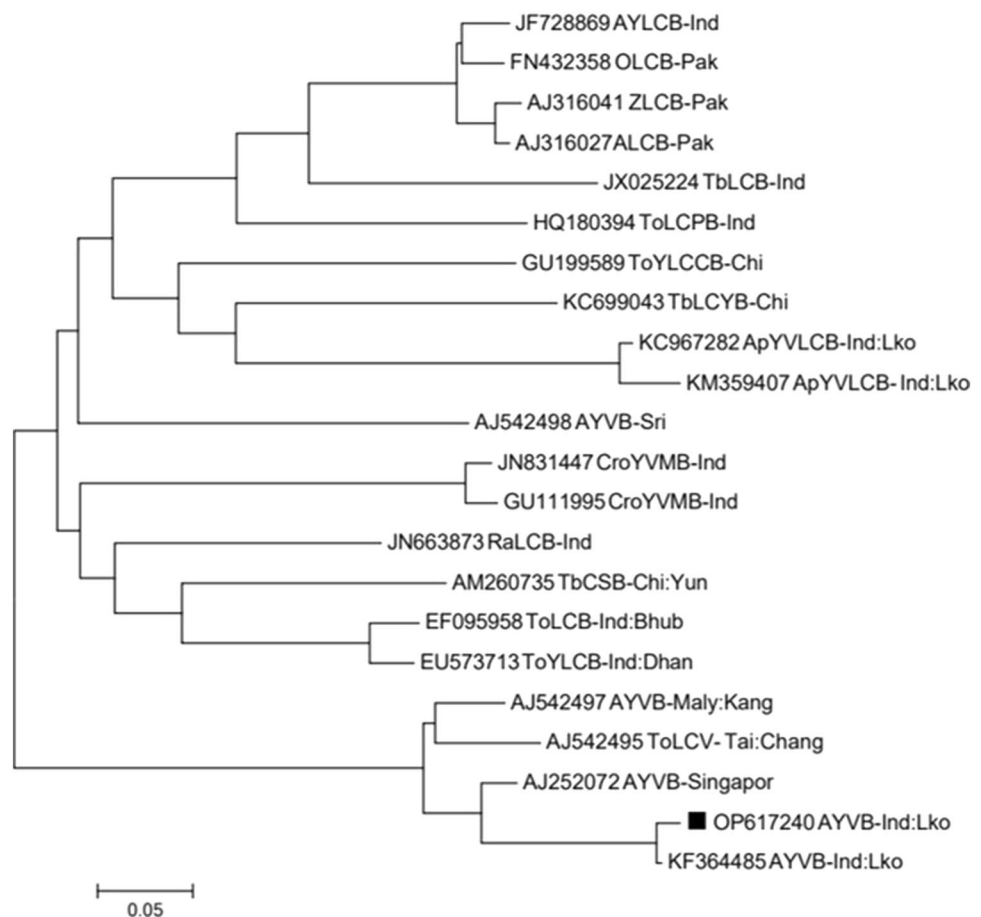 JF728869 AYLCB-Ind
FN432358 OLCB-Pak
AJ316041 ZLCB-Pak
AJ316027ALCB-Pak
JX025224 TbLCB-Ind
HQ180394 ToLCPB-Ind
GU199589 ToYLCCB-Chi
KC699043 TbLCYB-Chi
KC967282 ApYVLCB-Ind:Lko
KM359407 ApYVLCB- Ind:Lko
AJ542498 AYVB-Sri
JN831447 CroYVMB-Ind
GU111995 CroYVMB-Ind
JN663873 RaLCB-Ind
AM260735 TbCSB-Chi:Yun
EF095958 ToLCB-Ind:Bhub
EU573713 ToYLCB-Ind:Dhan
AJ542497 AYVB-Maly:Kang
AJ542495 ToLCV- Tai:Chang
AJ252072 AYVB-Singapor
OP617240 AYVB-Ind:Lko
KF364485 AYVB-Ind:Lko
0.05